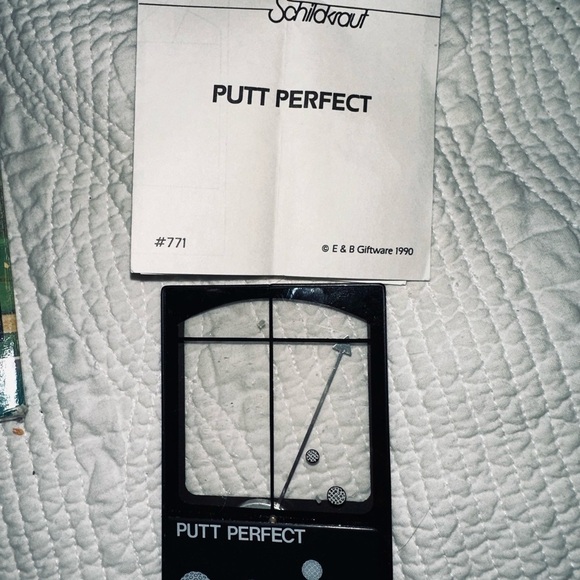 Schildkraut
PUTT PERFECT
#771
© E & B Giftware 1990
PUTT PERFECT